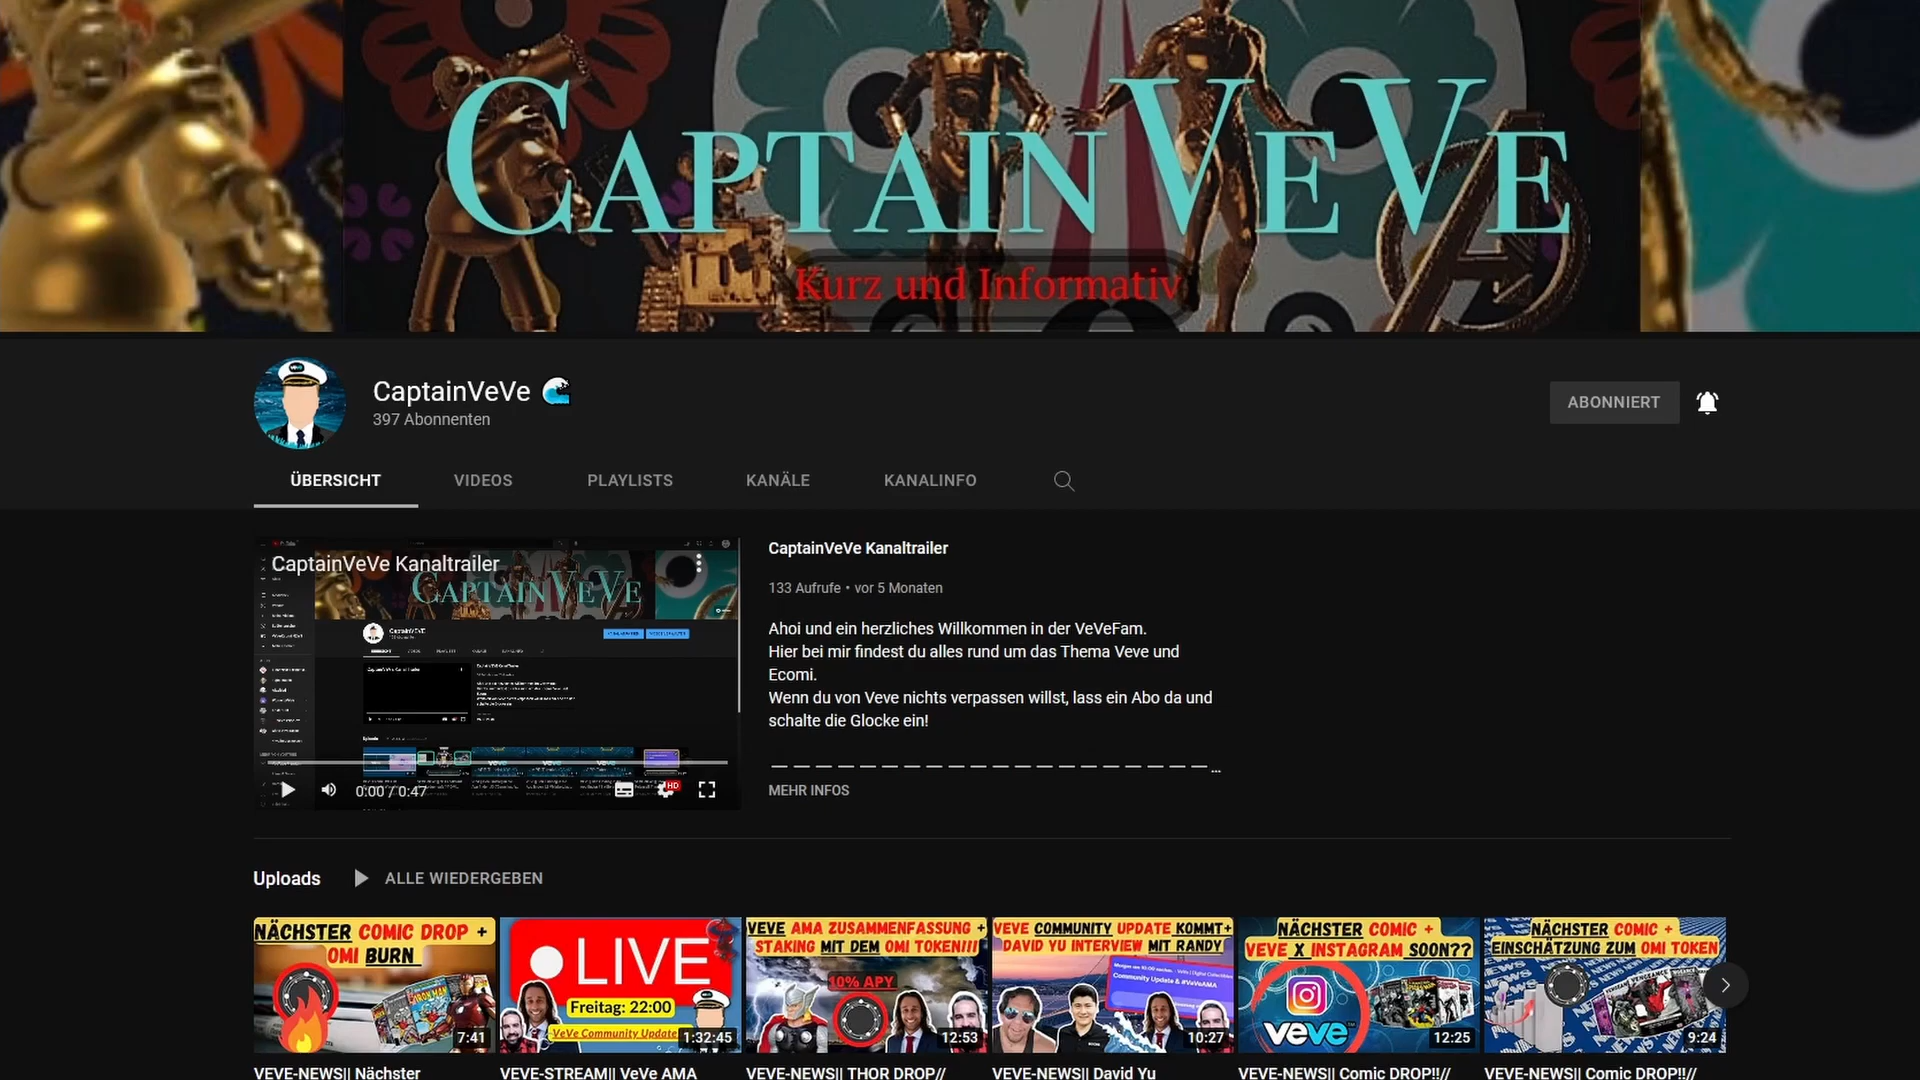 CAPTAINVEVE
Kurz und Informativ
CaptainVeVe
397 Abonnenten
ABONNIERT
ÜBERSICHT
VIDEOS
PLAYLISTS
KANÄLE
KANALINFO
CaptainVeVe Kanaltrailer
CAPTAINVEVE
0:00 / 0:47
HD
CaptainVeVe Kanaltrailer
133 Aufrufe • vor 5 Monaten
Ahoi und ein herzliches Willkommen in der VeVeFam.
Hier bei mir findest du alles rund um das Thema Veve und
Ecomi.
Wenn du von Veve nichts verpassen willst, lass ein Abo da und
schalte die Glocke ein!
_ _ _ _ _ _ _ _ _ _ _ _ _ _ _ _ _ _ _ _ _ _ _ _...
MEHR INFOS
Uploads
ALLE WIEDERGEBEN
NÄCHSTER COMIC DROP +
OMI BURN
7:41
LIVE
Freitag: 22:00
VeVe Community Update
1:32:45
VEVE AMA ZUSAMMENFASSUNG +
STAKING MIT DEM OMI TOKEN!!!
10% APY
12:53
VEVE COMMUNITY UPDATE KOMMT+
DAVID YU INTERVIEW MIT RANDY
Community Update & #VeVeAMA
10:27
NÄCHSTER COMIC +
VEVE X INSTAGRAM SOON??
veve
12:25
NÄCHSTER COMIC +
EINSCHÄTZUNG ZUM OMI TOKEN
NEWS
9:24
VEVE-NEWS|| Nächster
VEVE-STREAM|| VeVe AMA
VEVE-NEWS|| THOR DROP//
VEVE-NEWS|| David Yu
VEVE-NEWS|| Comic DROP!!//
VEVE-NEWS|| Comic DROP!!//